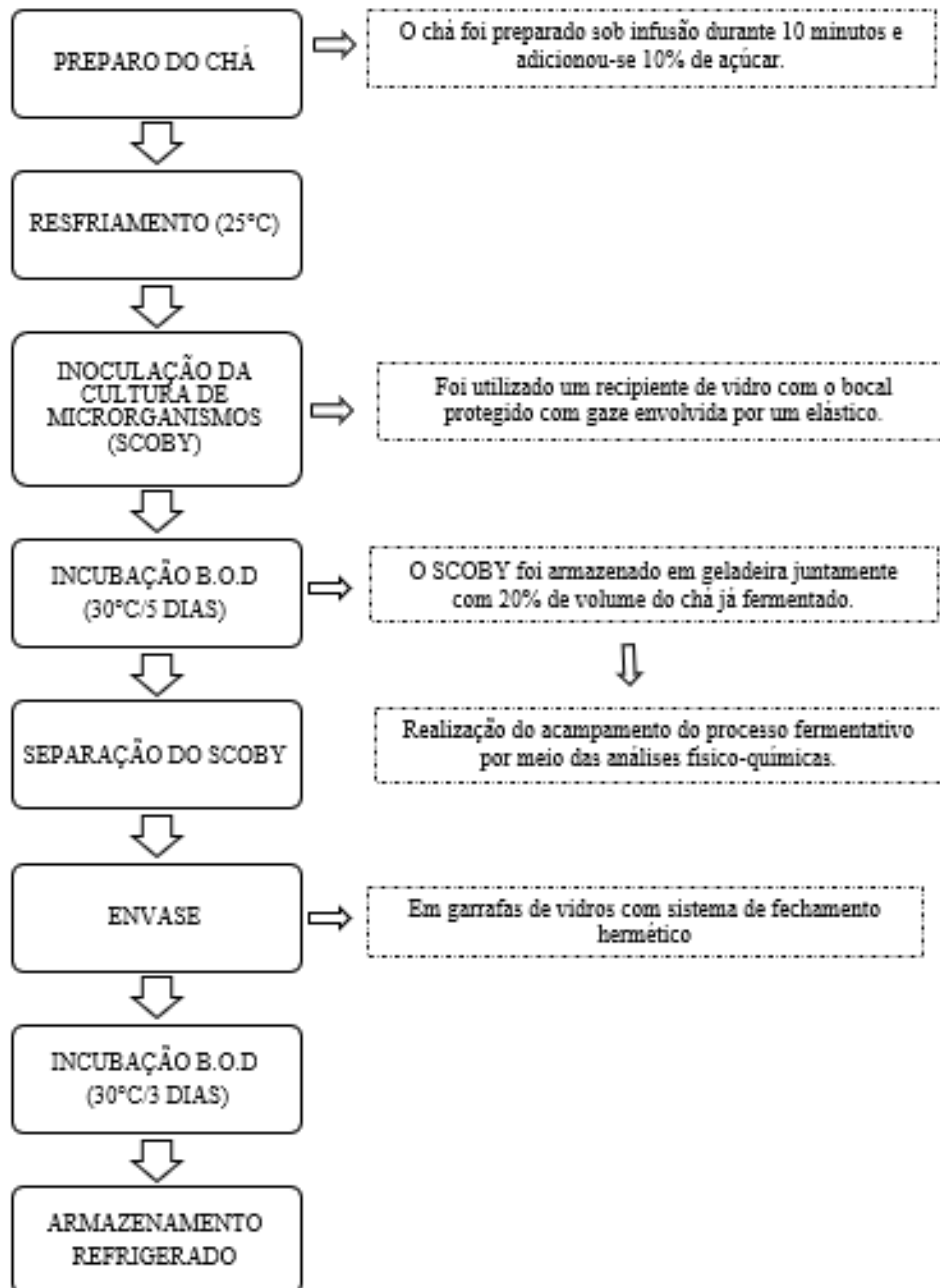 PREPARO DO CHÁ
O chá foi preparado sob infusão durante 10 minutos e
adicionou-se 10% de açúcar.
RESFRIAMENTO (25°C)
INOCULAÇÃO DA
CULTURA DE
MICRORGANISMOS
(SCOBY)
Foi utilizado um recipiente de vidro com o bocal
protegido com gaze envolvida por um elástico.
INCUBAÇÃO B.O.D
(30°C/5 DIAS)
O SCOBY foi armazenado em geladeira juntamente
com 20% de volume do chá já fermentado.
SEPARAÇÃO DO SCOBY
Realização do acampamento do processo fermentativo
por meio das análises físico-químicas.
ENVASE
Em garrafas de vidros com sistema de fechamento
hermético
INCUBAÇÃO B.O.D
(30°C/3 DIAS)
ARMAZENAMENTO
REFRIGERADO